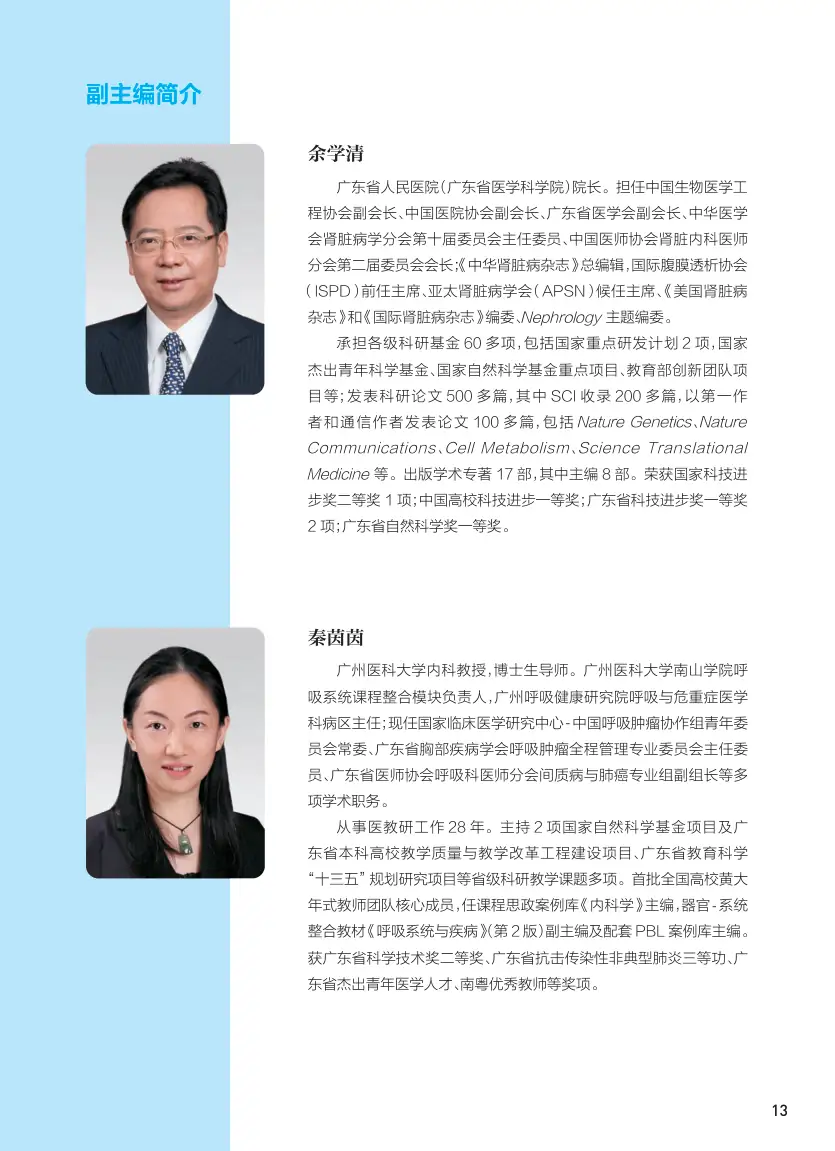 副主编简介
余学清
广东省人民医院（广东省医学科学院）院长。担任中国生物医学工
程协会副会长、中国医院协会副会长、广东省医学会副会长、中华医学
会肾脏病学分会第十届委员会主任委员、中国医师协会肾脏内科医师
分会第二届委员会会长；《中华肾脏病杂志》总编辑，国际腹膜透析协会
（ISPD）前任主席、亚太肾脏病学会（APSN）候任主席、《美国肾脏病
杂志》和《国际肾脏病杂志》编委、Nephrology 主题编委。
承担各级科研基金 60 多项，包括国家重点研发计划 2 项，国家
杰出青年科学基金、国家自然科学基金重点项目、教育部创新团队项
目等；发表科研论文 500 多篇，其中 SCI 收录 200 多篇，以第一作
者和通信作者发表论文 100 多篇，包括 Nature Genetics、Nature
Communications、Cell Metabolism、Science Translational
Medicine 等。出版学术专著 17 部，其中主编 8 部。荣获国家科技进
步奖二等奖 1 项；中国高校科技进步一等奖；广东省科技进步奖一等奖
2 项；广东省自然科学奖一等奖。
秦茵茵
广州医科大学内科教授，博士生导师。广州医科大学南山学院呼
吸系统课程整合模块负责人，广州呼吸健康研究院呼吸与危重症医学
科病区主任；现任国家临床医学研究中心-中国呼吸肿瘤协作组青年委
员会常委、广东省胸部疾病学会呼吸肿瘤全程管理专业委员会主任委
员、广东省医师协会呼吸科医师分会间质病与肺癌专业组副组长等多
项学术职务。
从事医教研工作 28 年。主持 2 项国家自然科学基金项目及广
东省本科高校教学质量与教学改革工程建设项目、广东省教育科学
“十三五”规划研究项目等省级科研教学课题多项。首批全国高校黄大
年式教师团队核心成员，任课程思政案例库《内科学》主编，器官-系统
整合教材《呼吸系统与疾病》（第 2 版）副主编及配套 PBL 案例库主编。
获广东省科学技术奖二等奖、广东省抗击传染性非典型肺炎三等功、广
东省杰出青年医学人才、南粤优秀教师等奖项。
13